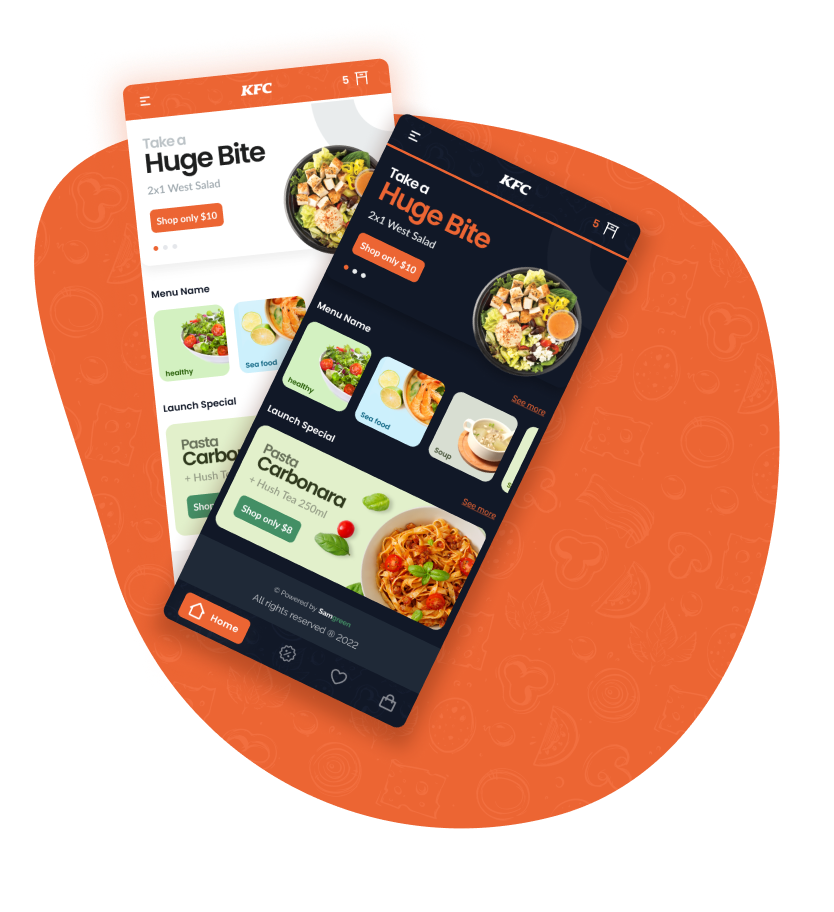 KFC
5
Take a
Huge Bite
2x1 West Salad
Shop only $10
Menu Name
healthy
Sea food
Launch Special
Pasta
Carbo
+ Hush T
Shop
KFC
5
Take a
Huge Bite
2x1 West Salad
Shop only $10
Menu Name
See more
healthy
Sea food
Soup
S
Launch Special
See more
Pasta
Carbonara
+ Hush Tea 250ml
Shop only $8
© Powered by Samgreen
All rights reserved ® 2022
Home